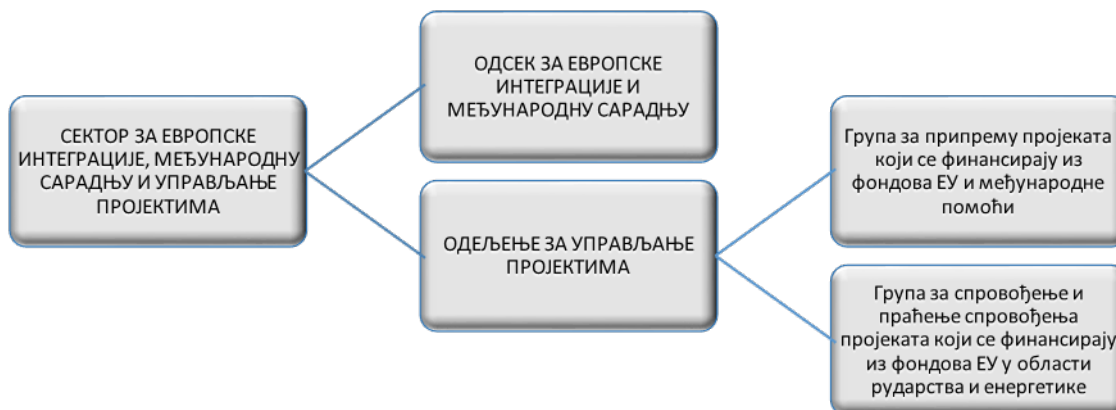 СЕКТОР ЗА ЕВРОПСКЕ
ИНТЕГРАЦИЈЕ, МЕЂУНАРОДНУ
САРАДЊУ И УПРАВЉАЊЕ
ПРОЈЕКТИМА
ОДСЕК ЗА ЕВРОПСКЕ
ИНТЕГРАЦИЈЕ И
МЕЂУНАРОДНУ САРАДЊУ
ОДЕЉЕЊЕ ЗА УПРАВЉАЊЕ
ПРОЈЕКТИМА
Група за припрему пројеката
који се финансирају из
фондова ЕУ и међународне
помоћи
Група за спровођење и
праћење спровођења
пројеката који се финансирају
из фондова ЕУ у области
рударства и енергетике